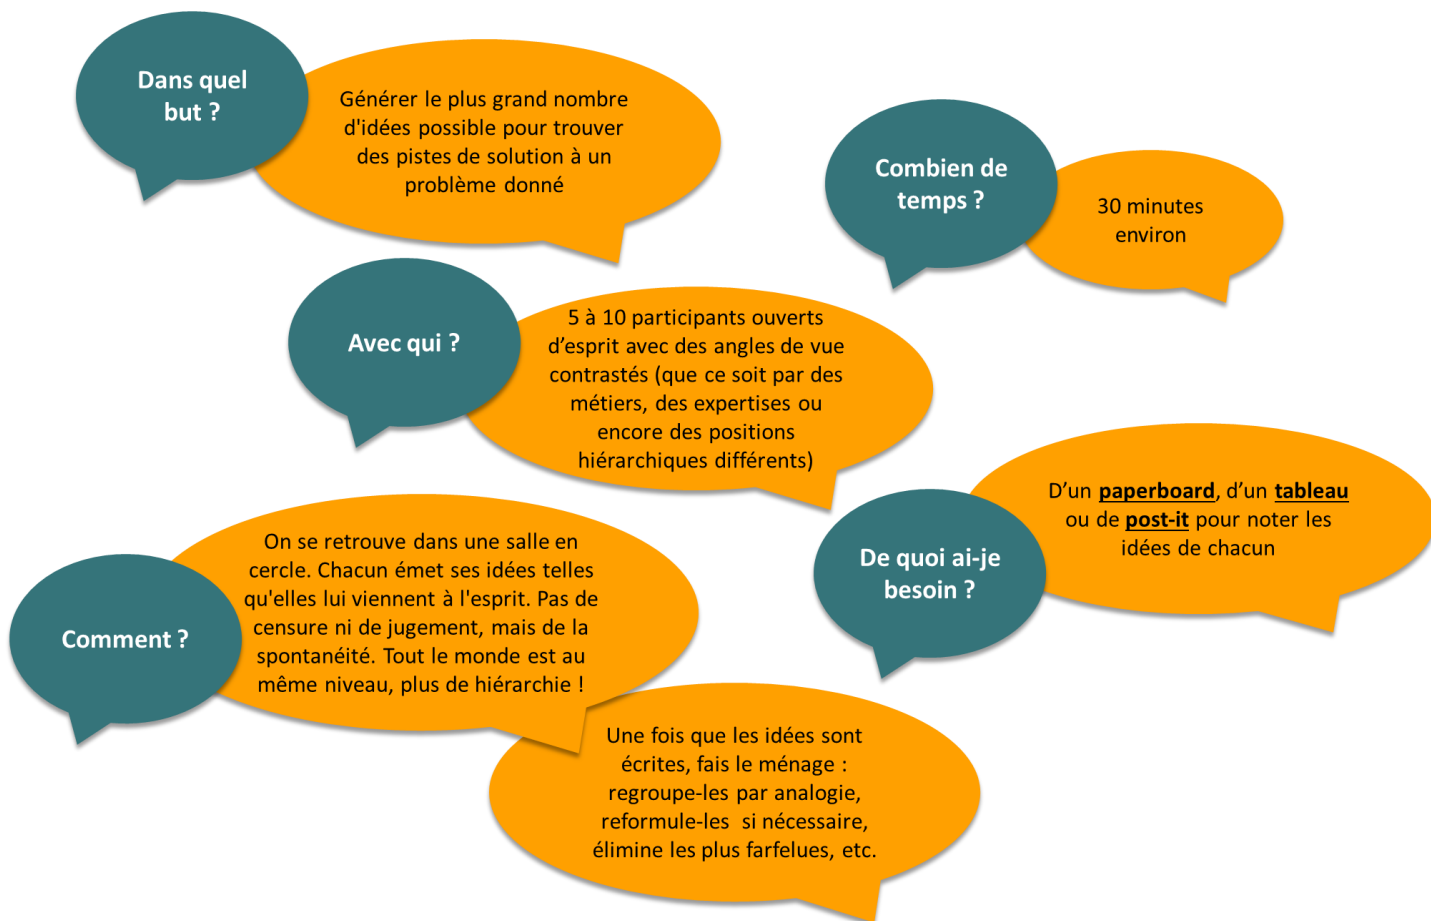 Dans quel
but ?
Générer le plus grand nombre
d'idées possible pour trouver
des pistes de solution à un
problème donné
Combien de
temps ?
30 minutes
environ
Avec qui ?
5 à 10 participants ouverts
d’esprit avec des angles de vue
contrastés (que ce soit par des
métiers, des expertises ou
encore des positions
hiérarchiques différents)
De quoi ai-je
besoin ?
D’un paperboard, d’un tableau
ou de post-it pour noter les
idées de chacun
Comment ?
On se retrouve dans une salle en
cercle. Chacun émet ses idées telles
qu'elles lui viennent à l'esprit. Pas de
censure ni de jugement, mais de la
spontanéité. Tout le monde est au
même niveau, plus de hiérarchie !
Une fois que les idées sont
écrites, fais le ménage :
regroupe-les par analogie,
reformule-les  si nécessaire,
élimine les plus farfelues, etc.